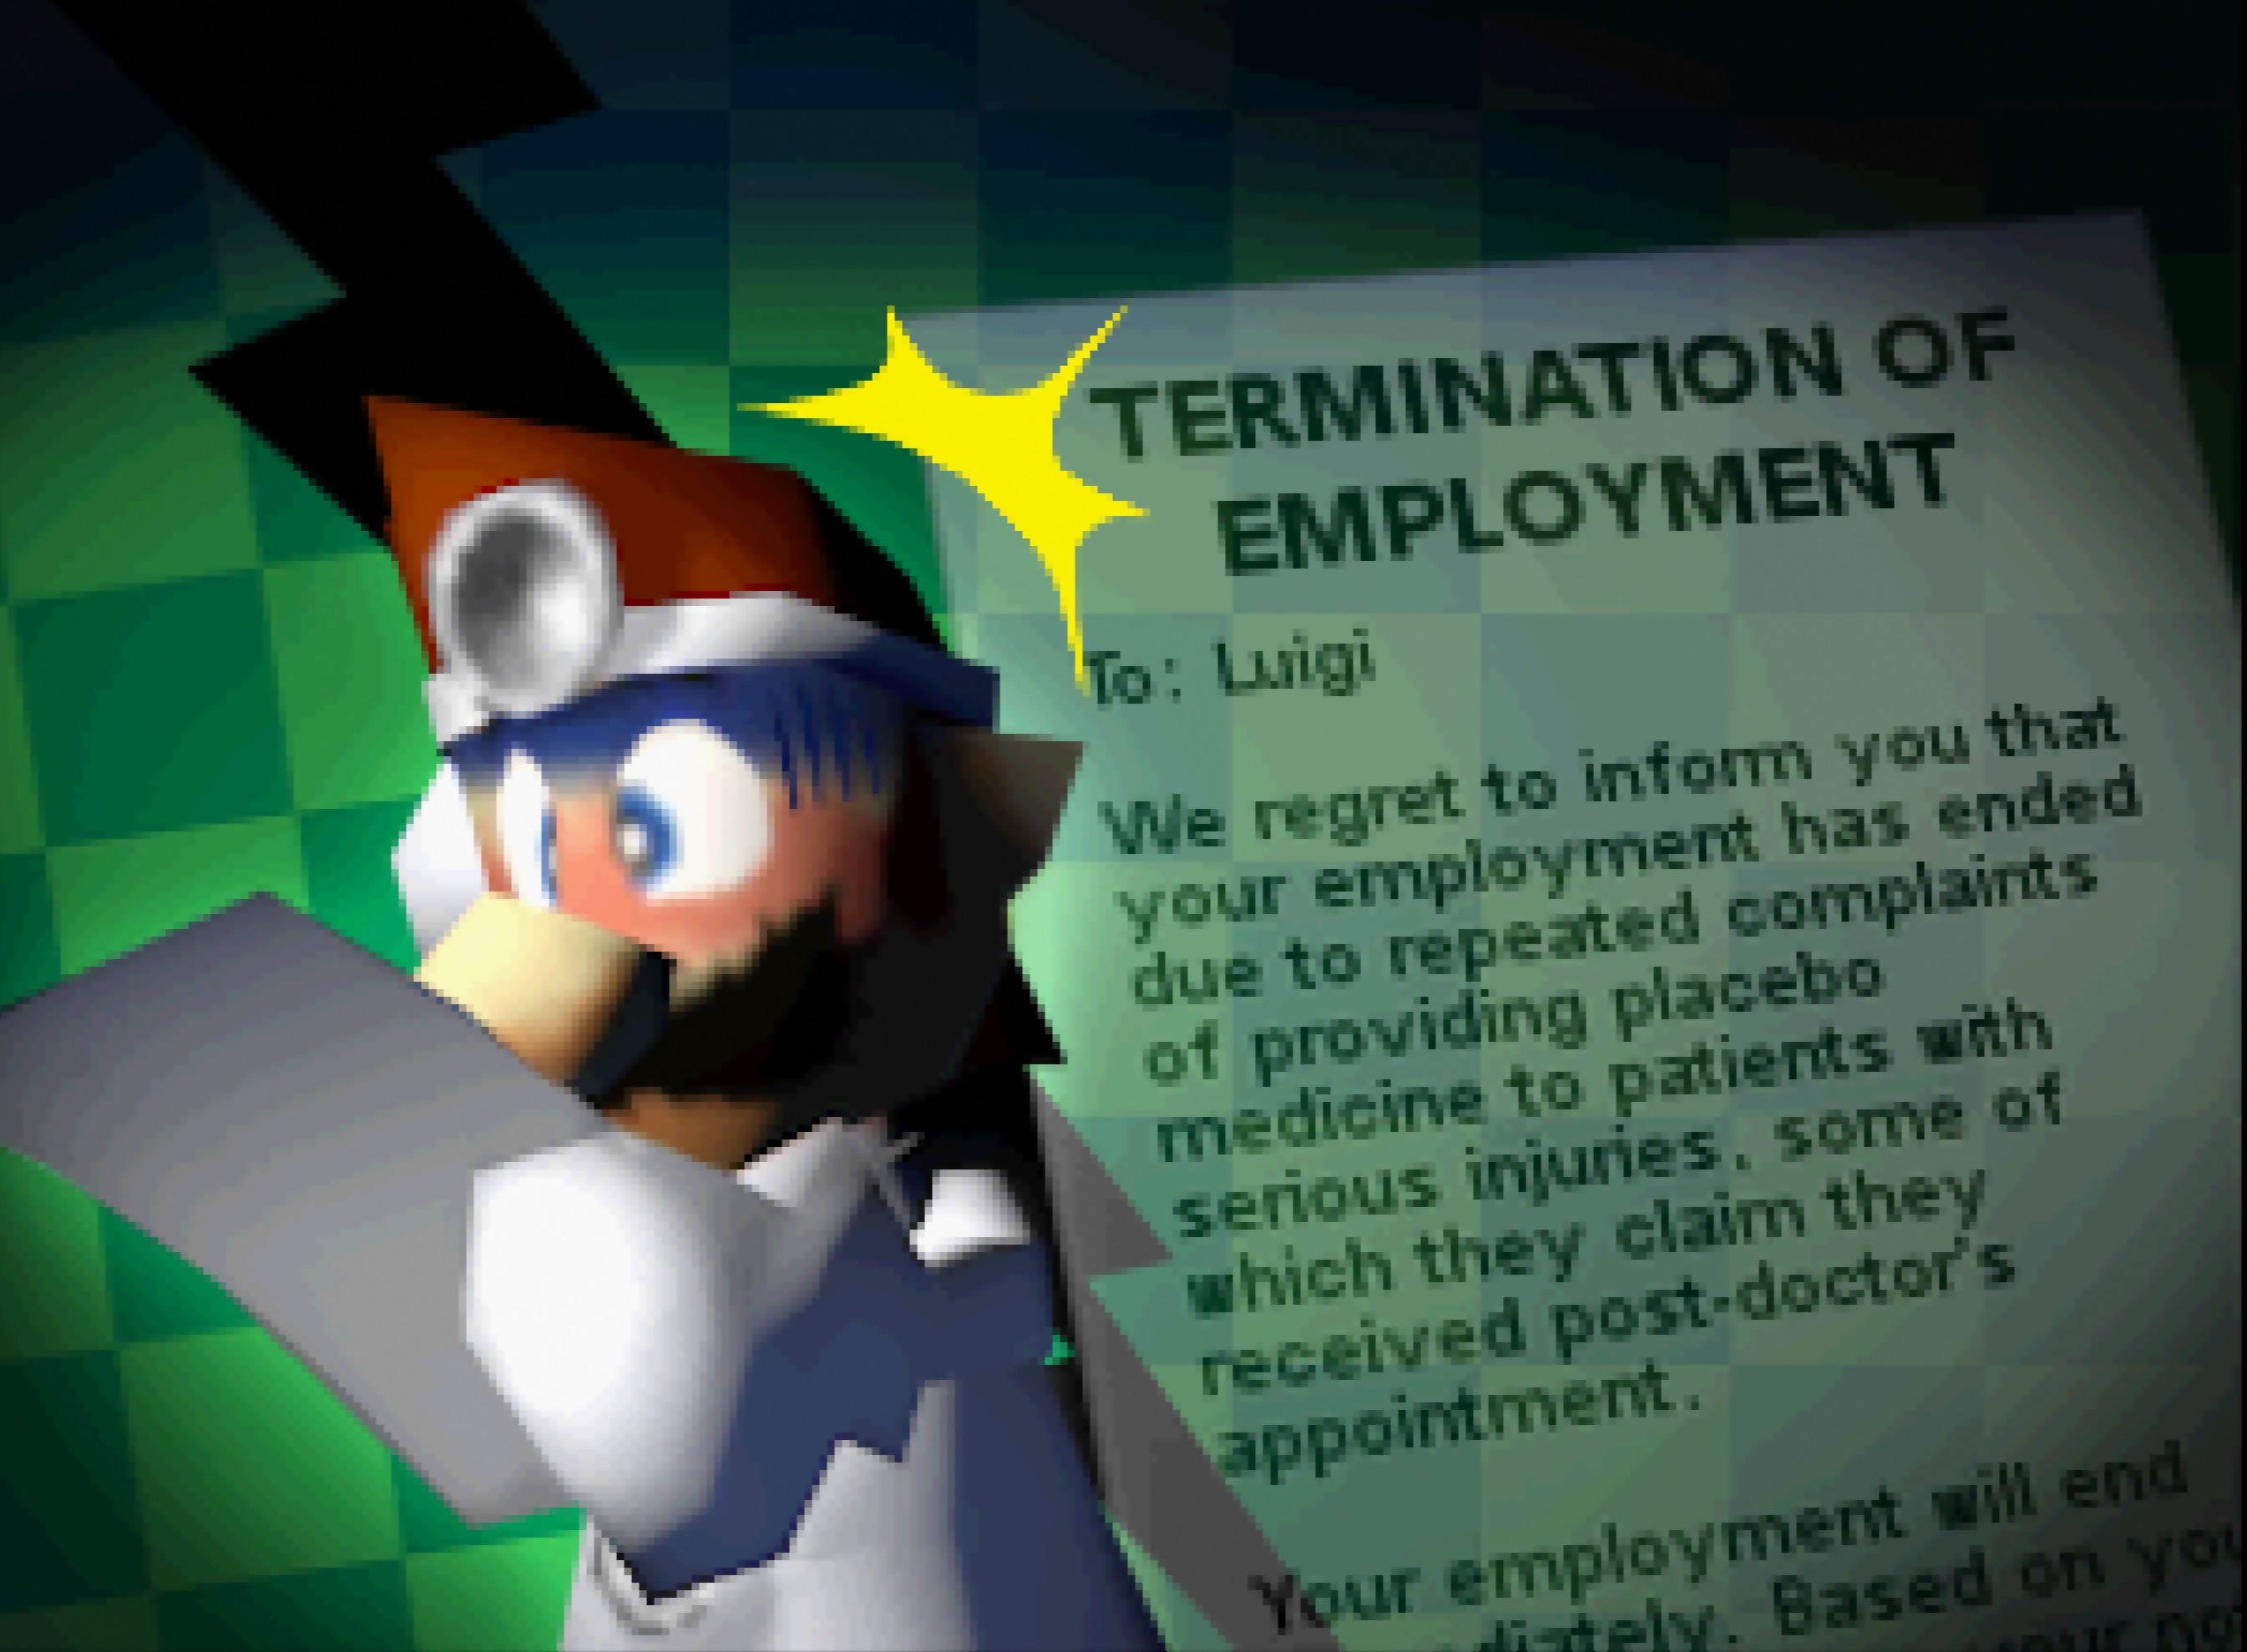 TERMINATION OF
EMPLOYMENT
To: Luigi
We regret to inform you that
your employment has ended
due to repeated complaints
of providing placebo
medicine to patients with
serious injuries, some of
which they claim they
received post-doctor's
appointment.
Your employment will end
Based on